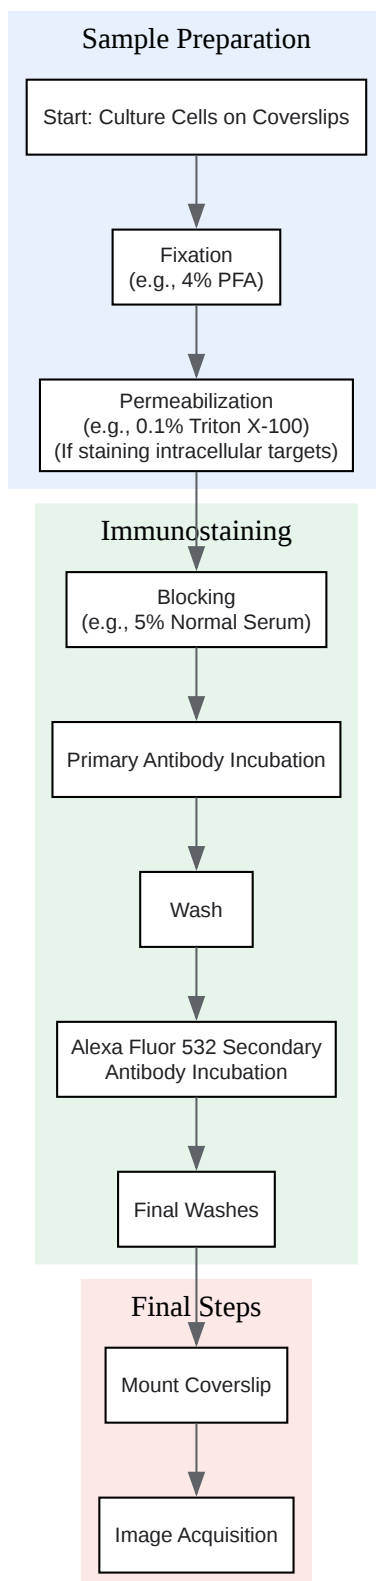 Sample Preparation
Start: Culture Cells on Coverslips
Fixation
(e.g., 4% PFA)
Permeabilization
(e.g., 0.1% Triton X-100)
(If staining intracellular targets)
Immunostaining
Blocking
(e.g., 5% Normal Serum)
Primary Antibody Incubation
Wash
Alexa Fluor 532 Secondary
Antibody Incubation
Final Washes
Final Steps
Mount Coverslip
Image Acquisition